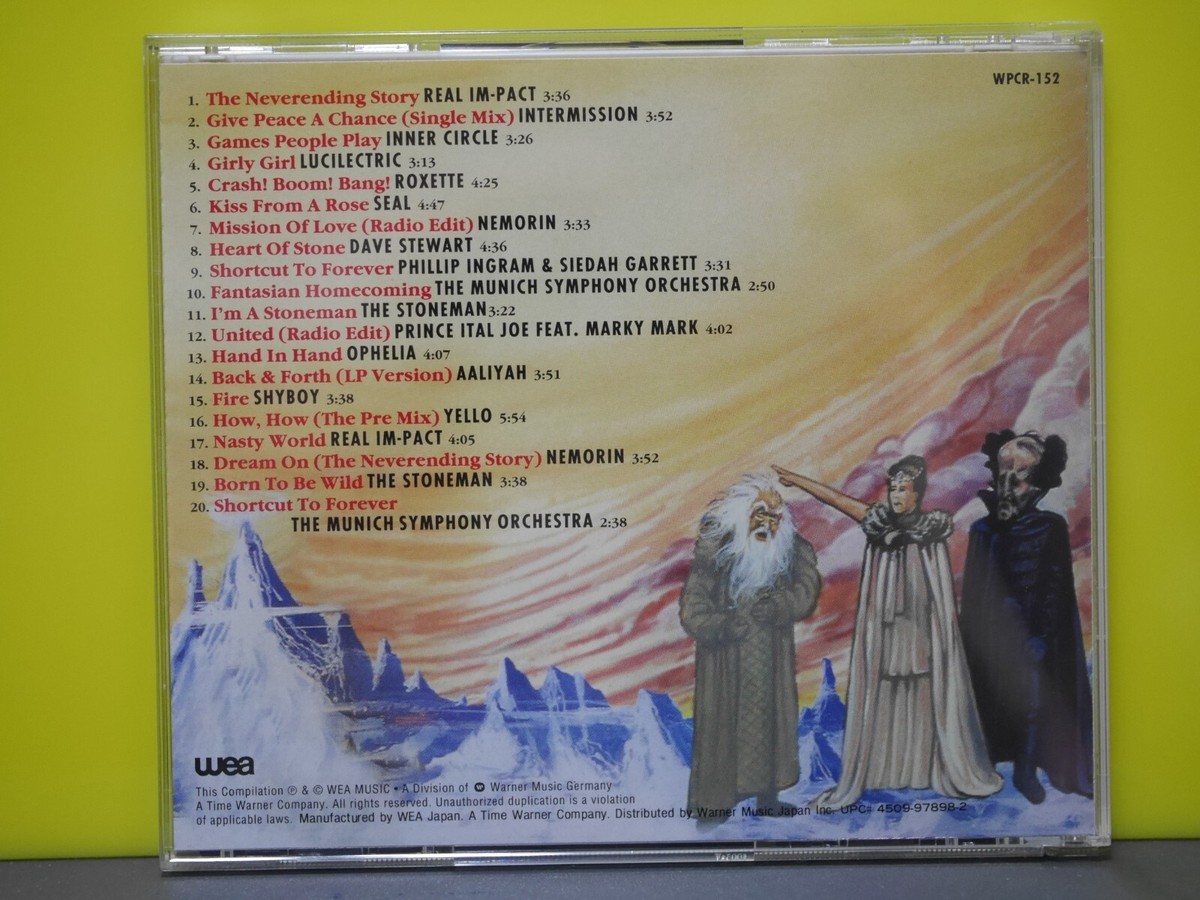 WPCR-152
1. The Neverending Story REAL IM-PACT 3:36
2. Give Peace A Chance (Single Mix) INTERMISSION 3:52
3. Games People Play INNER CIRCLE 3:26
4. Girly Girl LUCILECTRIC 3:13
5. Crash! Boom! Bang! ROXETTE 4:25
6. Kiss From A Rose SEAL 4:47
7. Mission Of Love (Radio Edit) NEMORIN 3:33
8. Heart Of Stone DAVE STEWART 4:36
9. Shortcut To Forever PHILLIP INGRAM & SIEDAH GARRETT 3:31
10. Fantasian Homecoming THE MUNICH SYMPHONY ORCHESTRA 2:50
11. I'm A Stoneman THE STONEMAN 3:22
12. United (Radio Edit) PRINCE ITAL JOE FEAT. MARKY MARK 4:02
13. Hand In Hand OPHELIA 4:07
14. Back & Forth (LP Version) AALIYAH 3:51
15. Fire SHYBOY 3:38
16. How, How (The Pre Mix) YELLO 5:54
17. Nasty World REAL IM-PACT 4:05
18. Dream On (The Neverending Story) NEMORIN 3:52
19. Born To Be Wild THE STONEMAN 3:38
20. Shortcut To Forever
THE MUNICH SYMPHONY ORCHESTRA 2:38
wea
This Compilation ℗ & © WEA MUSIC • A Division of Warner Music Germany
A Time Warner Company. All rights reserved. Unauthorized duplication is a violation
of applicable laws. Manufactured by WEA Japan. A Time Warner Company. Distributed by Warner Music Japan Inc. UPC# 4509-97898-2